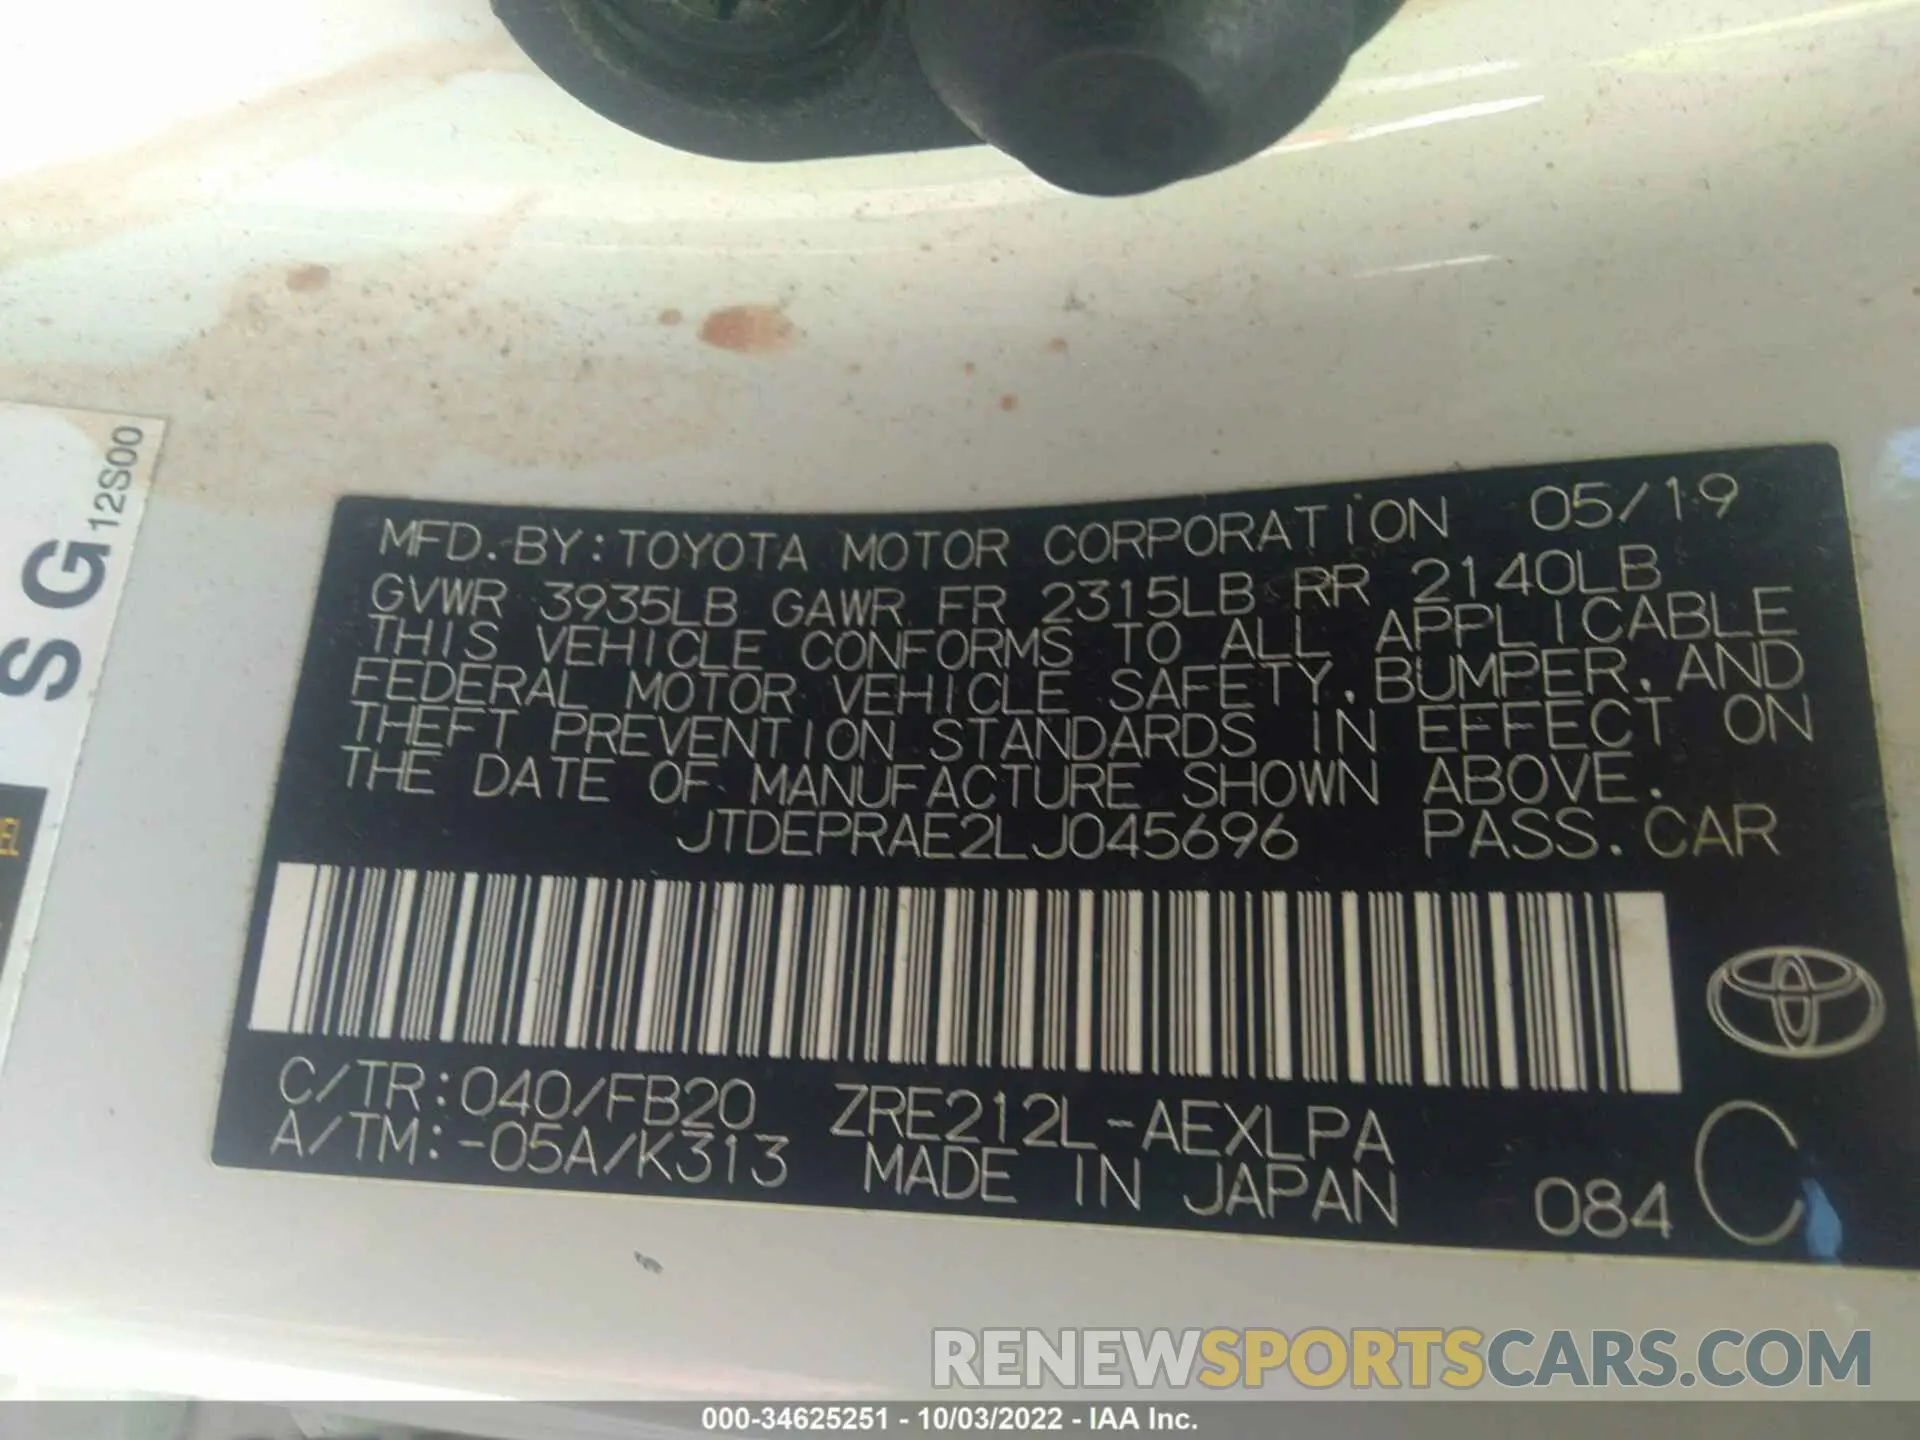 12S00
S G
EL
MFD. BY: TOYOTA MOTOR CORPORATION 05/19
GVWR 3935LB GAWR FR 2315LB RR 2140LB
THIS VEHICLE CONFORMS TO ALL APPLICABLE
FEDERAL MOTOR VEHICLE SAFETY, BUMPER, AND
THEFT PREVENTION STANDARDS IN EFFECT ON
THE DATE OF MANUFACTURE SHOWN ABOVE.
JTDEPRAE2LJ045696 PASS. CAR
C/TR: 040/FB20 ZRE212L-AEXLPA
A/TM: -05A/K313 MADE IN JAPAN 084 C
RENEWSPORTSCARS.COM
000-34625251 - 10/03/2022 - IAA Inc.